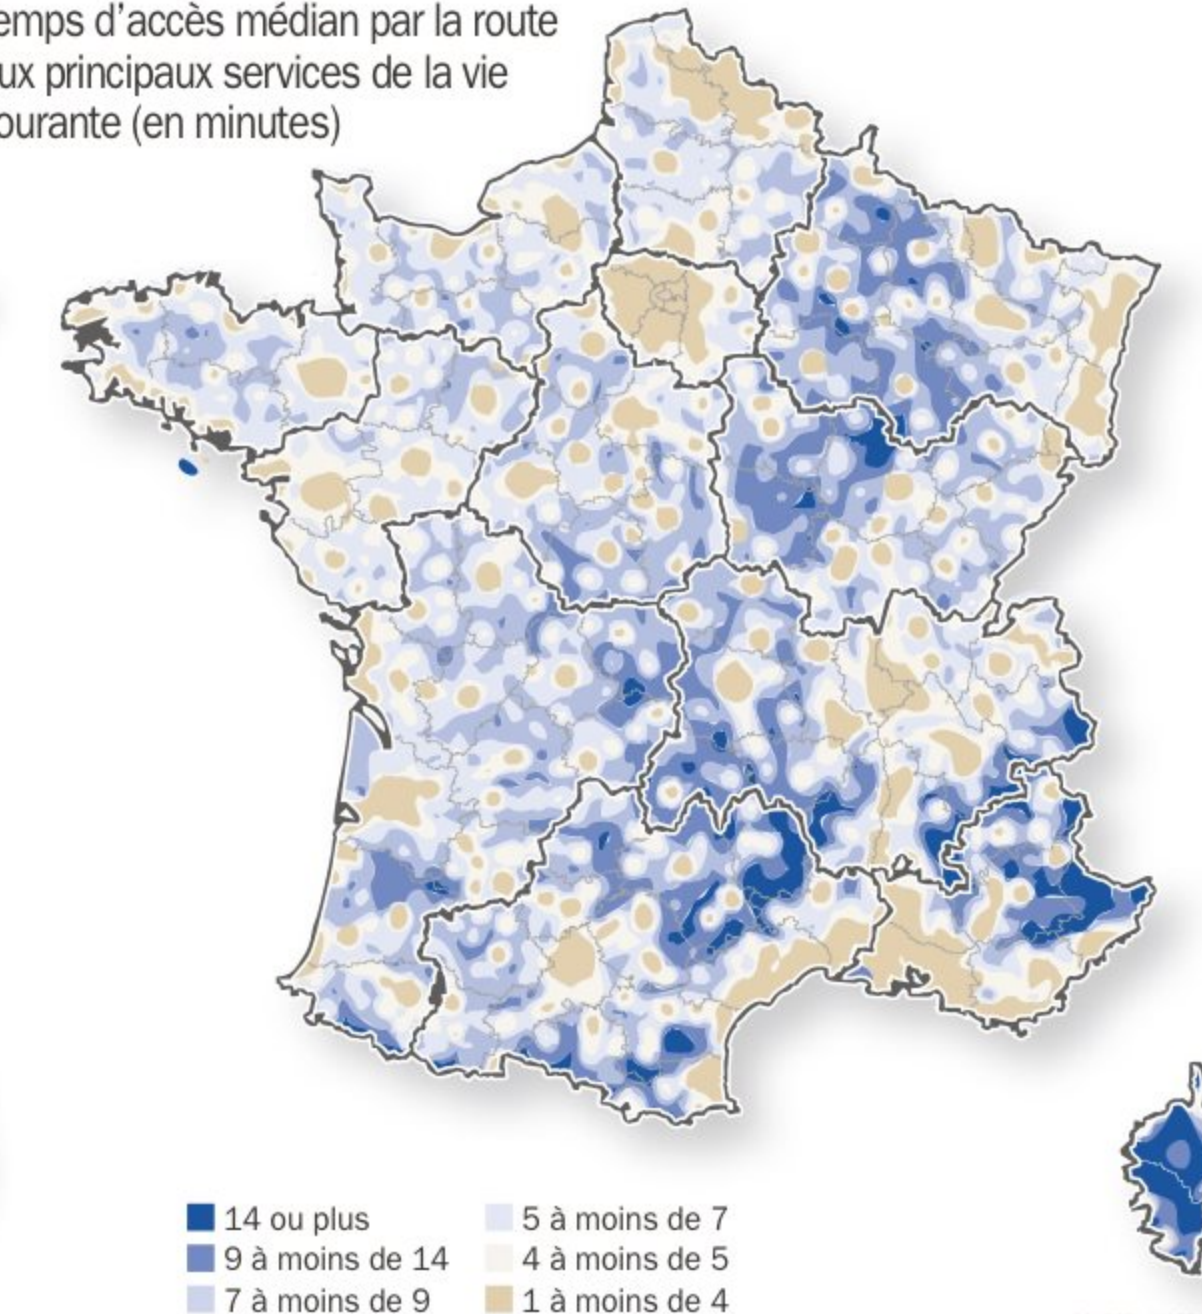 emps d'accès médian par la route
ux principaux services de la vie
ourante (en minutes)
14 ou plus
9 à moins de 14
7 à moins de 9
5 à moins de 7
4 à moins de 5
1 à moins de 4